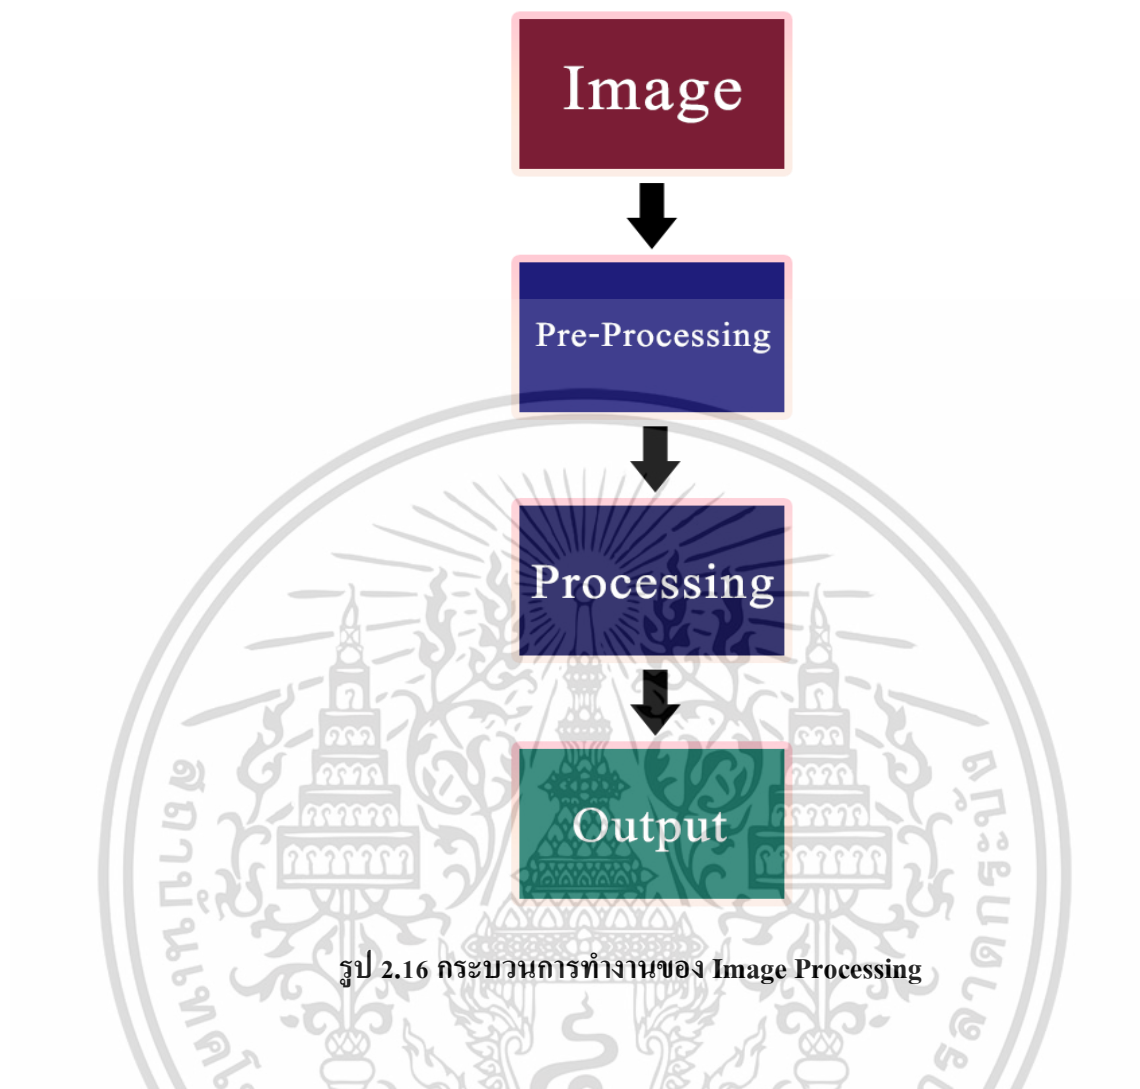 Image
Pre-Processing
Processing
Output
รูป 2.16 กระบวนการทำงานของ Image Processing